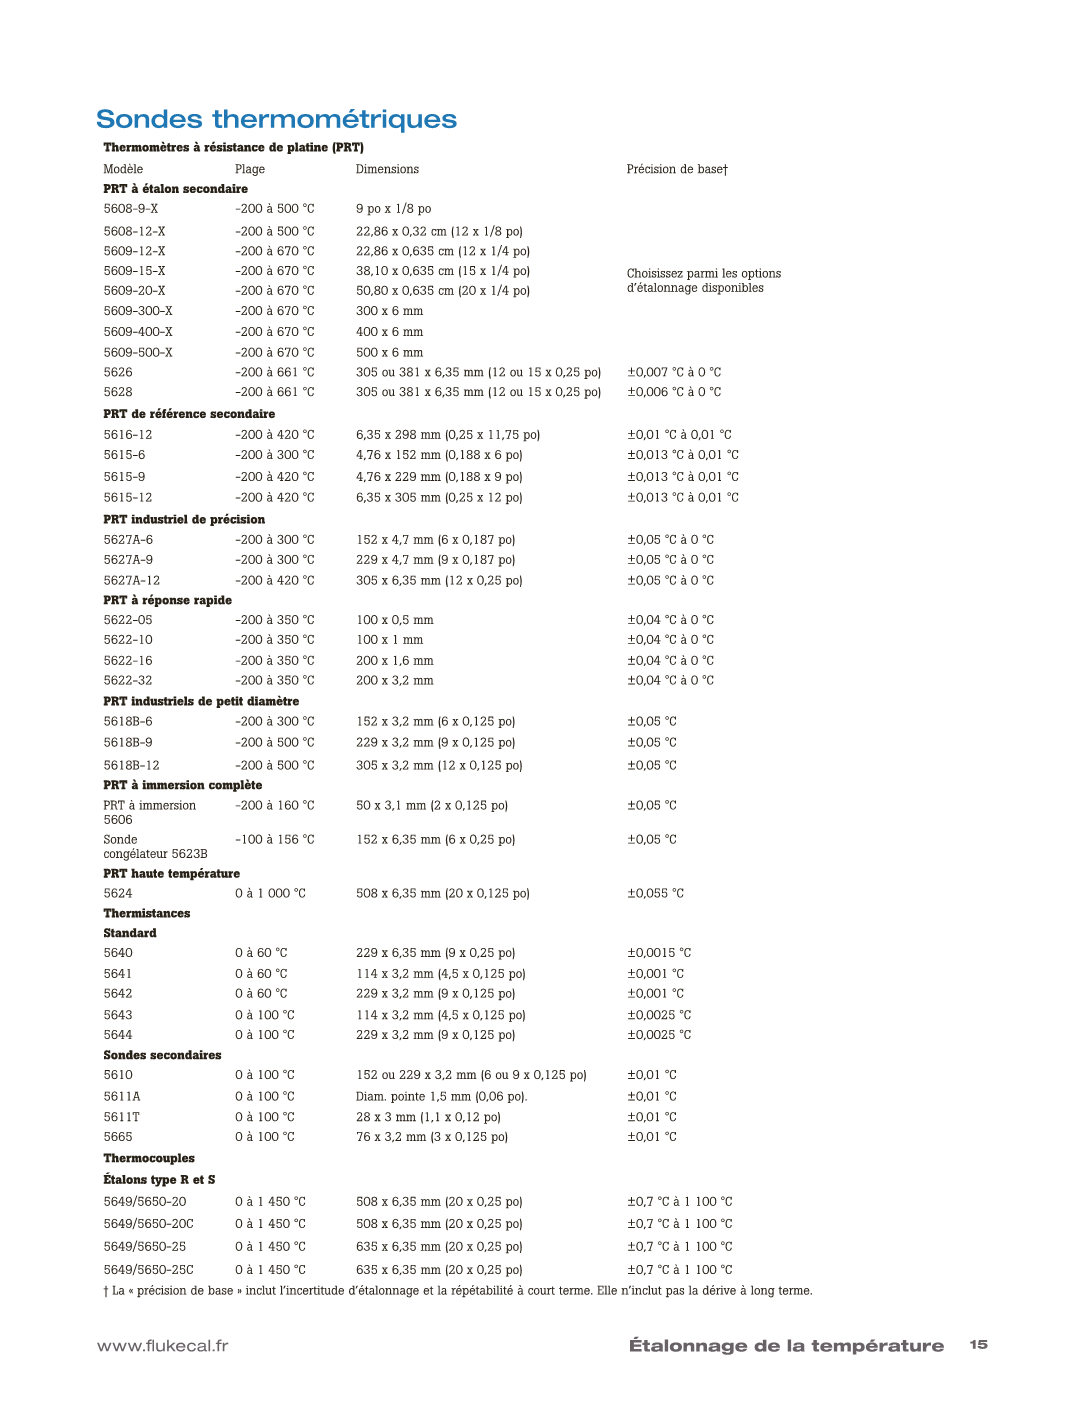 Sondes thermométriques
Thermomètres à résistance de platine (PRT)
Modèle Plage Dimensions Précision de base†
PRT à étalon secondaire
5608-9-X -200 à 500 °C 9 po x 1/8 po
5608-12-X -200 à 500 °C 22,86 x 0,32 cm (12 x 1/8 po)
5609-12-X -200 à 670 °C 22,86 x 0,635 cm (12 x 1/4 po)
5609-15-X -200 à 670 °C 38,10 x 0,635 cm (15 x 1/4 po)
Choisissez parmi les options
d'étalonnage disponibles
5609-20-X -200 à 670 °C 50,80 x 0,635 cm (20 x 1/4 po)
5609-300-X -200 à 670 °C 300 x 6 mm
5609-400-X -200 à 670 °C 400 x 6 mm
5609-500-X -200 à 670 °C 500 x 6 mm
5626 -200 à 661 °C 305 ou 381 x 6,35 mm (12 ou 15 x 0,25 po) ±0,007 °C à 0 °C
5628 -200 à 661 °C 305 ou 381 x 6,35 mm (12 ou 15 x 0,25 po) ±0,006 °C à 0 °C
PRT de référence secondaire
5616-12 -200 à 420 °C 6,35 x 298 mm (0,25 x 11,75 po) ±0,01 °C à 0,01 °C
5615-6 -200 à 300 °C 4,76 x 152 mm (0,188 x 6 po) ±0,013 °C à 0,01 °C
5615-9 -200 à 420 °C 4,76 x 229 mm (0,188 x 9 po) ±0,013 °C à 0,01 °C
5615-12 -200 à 420 °C 6,35 x 305 mm (0,25 x 12 po) ±0,013 °C à 0,01 °C
PRT industriel de précision
5627A-6 -200 à 300 °C 152 x 4,7 mm (6 x 0,187 po) ±0,05 °C à 0 °C
5627A-9 -200 à 300 °C 229 x 4,7 mm (9 x 0,187 po) ±0,05 °C à 0 °C
5627A-12 -200 à 420 °C 305 x 6,35 mm (12 x 0,25 po) ±0,05 °C à 0 °C
PRT à réponse rapide
5622-05 -200 à 350 °C 100 x 0,5 mm ±0,04 °C à 0 °C
5622-10 -200 à 350 °C 100 x 1 mm ±0,04 °C à 0 °C
5622-16 -200 à 350 °C 200 x 1,6 mm ±0,04 °C à 0 °C
5622-32 -200 à 350 °C 200 x 3,2 mm ±0,04 °C à 0 °C
PRT industriels de petit diamètre
5618B-6 -200 à 300 °C 152 x 3,2 mm (6 x 0,125 po) ±0,05 °C
5618B-9 -200 à 500 °C 229 x 3,2 mm (9 x 0,125 po) ±0,05 °C
5618B-12 -200 à 500 °C 305 x 3,2 mm (12 x 0,125 po) ±0,05 °C
PRT à immersion complète
PRT à immersion -200 à 160 °C 50 x 3,1 mm (2 x 0,125 po) ±0,05 °C
5606
Sonde -100 à 156 °C 152 x 6,35 mm (6 x 0,25 po) ±0,05 °C
congélateur 5623B
PRT haute température
5624 0 à 1 000 °C 508 x 6,35 mm (20 x 0,125 po) ±0,055 °C
Thermistances
Standard
5640 0 à 60 °C 229 x 6,35 mm (9 x 0,25 po) ±0,0015 °C
5641 0 à 60 °C 114 x 3,2 mm (4,5 x 0,125 po) ±0,001 °C
5642 0 à 60 °C 229 x 3,2 mm (9 x 0,125 po) ±0,001 °C
5643 0 à 100 °C 114 x 3,2 mm (4,5 x 0,125 po) ±0,0025 °C
5644 0 à 100 °C 229 x 3,2 mm (9 x 0,125 po) ±0,0025 °C
Sondes secondaires
5610 0 à 100 °C 152 ou 229 x 3,2 mm (6 ou 9 x 0,125 po) ±0,01 °C
5611A 0 à 100 °C Diam. pointe 1,5 mm (0,06 po). ±0,01 °C
5611T 0 à 100 °C 28 x 3 mm (1,1 x 0,12 po) ±0,01 °C
5665 0 à 100 °C 76 x 3,2 mm (3 x 0,125 po) ±0,01 °C
Thermocouples
Étalons type R et S
5649/5650-20 0 à 1 450 °C 508 x 6,35 mm (20 x 0,25 po) ±0,7 °C à 1 100 °C
5649/5650-20C 0 à 1 450 °C 508 x 6,35 mm (20 x 0,25 po) ±0,7 °C à 1 100 °C
5649/5650-25 0 à 1 450 °C 635 x 6,35 mm (20 x 0,25 po) ±0,7 °C à 1 100 °C
5649/5650-25C 0 à 1 450 °C 635 x 6,35 mm (20 x 0,25 po) ±0,7 °C à 1 100 °C
† La « précision de base » inclut l'incertitude d'étalonnage et la répétabilité à court terme. Elle n'inclut pas la dérive à long terme.
www.flukecal.fr Étalonnage de la température 15